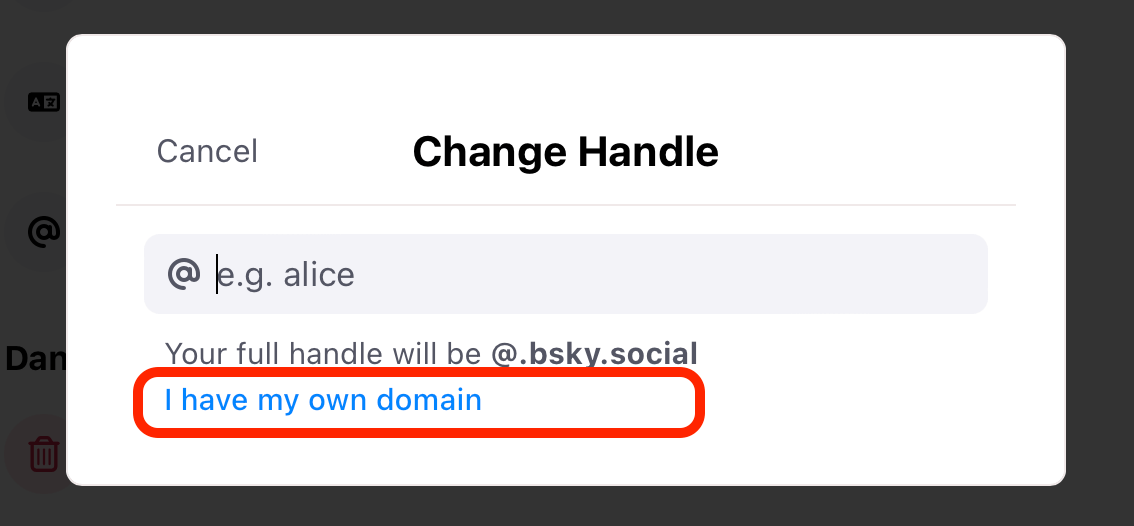 Cancel
Change Handle
@ e.g. alice
Your full handle will be @.bsky.social
I have my own domain
Dan